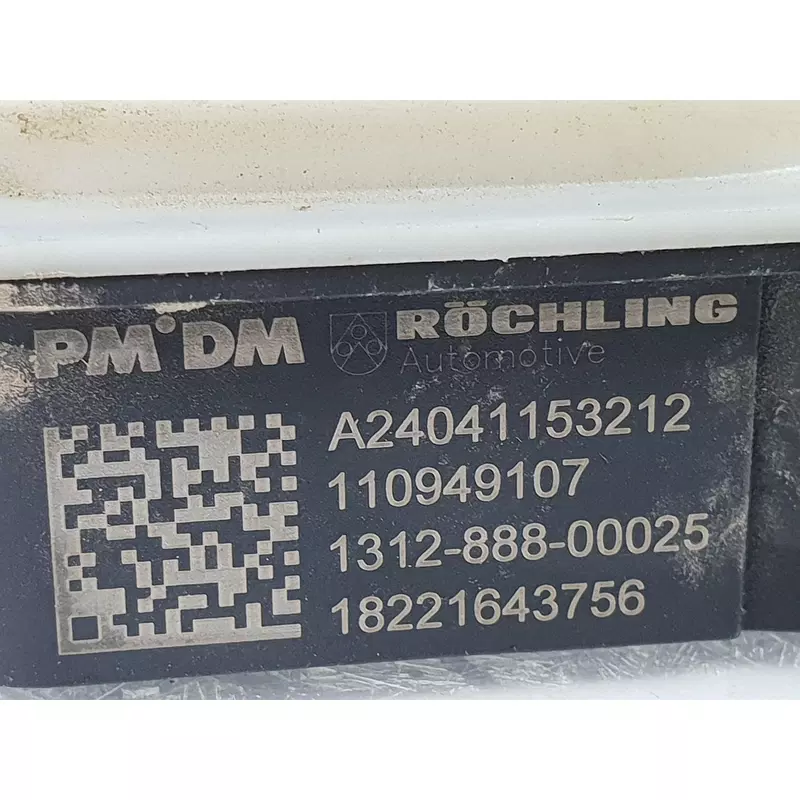 PM°DM RÖCHLING
Automotive
A24041153212
110949107
1312-888-00025
18221643756